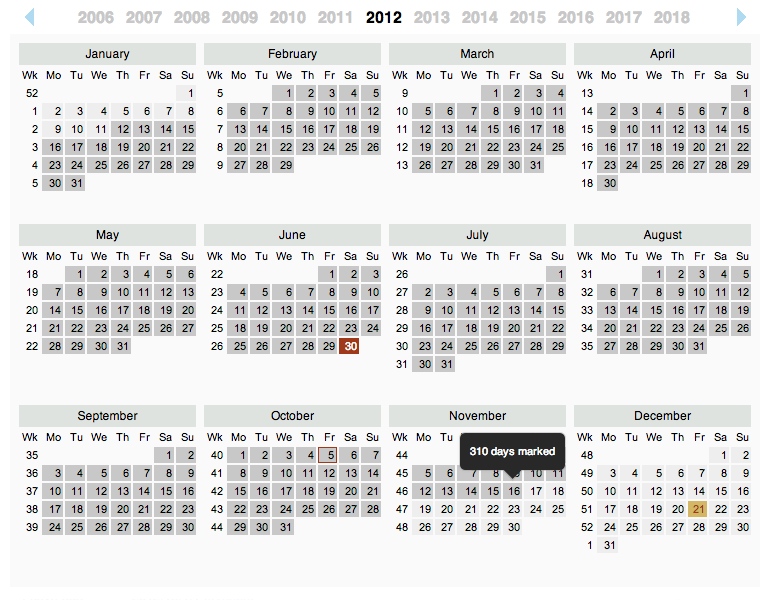 2006 2007 2008 2009 2010 2011 2012 2013 2014 2015 2016 2017 2018
January
Wk Mo Tu We Th Fr Sa Su
52 1
1 2 3 4 5 6 7 8
2 9 10 11 12 13 14 15
3 16 17 18 19 20 21 22
4 23 24 25 26 27 28 29
5 30 31
February
Wk Mo Tu We Th Fr Sa Su
5 1 2 3 4 5
6 6 7 8 9 10 11 12
7 13 14 15 16 17 18 19
8 20 21 22 23 24 25 26
9 27 28 29
March
Wk Mo Tu We Th Fr Sa Su
9 1 2 3 4
10 5 6 7 8 9 10 11
11 12 13 14 15 16 17 18
12 19 20 21 22 23 24 25
13 26 27 28 29 30 31
April
Wk Mo Tu We Th Fr Sa Su
13 1
14 2 3 4 5 6 7 8
15 9 10 11 12 13 14 15
16 16 17 18 19 20 21 22
17 23 24 25 26 27 28 29
18 30
May
Wk Mo Tu We Th Fr Sa Su
18 1 2 3 4 5 6
19 7 8 9 10 11 12 13
20 14 15 16 17 18 19 20
21 21 22 23 24 25 26 27
22 28 29 30 31
June
Wk Mo Tu We Th Fr Sa Su
22 1 2 3
23 4 5 6 7 8 9 10
24 11 12 13 14 15 16 17
25 18 19 20 21 22 23 24
26 25 26 27 28 29 30
July
Wk Mo Tu We Th Fr Sa Su
26 1
27 2 3 4 5 6 7 8
28 9 10 11 12 13 14 15
29 16 17 18 19 20 21 22
30 23 24 25 26 27 28 29
31 30 31
August
Wk Mo Tu We Th Fr Sa Su
31 1 2 3 4 5
32 6 7 8 9 10 11 12
33 13 14 15 16 17 18 19
34 20 21 22 23 24 25 26
35 27 28 29 30 31
September
Wk Mo Tu We Th Fr Sa Su
35 1 2
36 3 4 5 6 7 8 9
37 10 11 12 13 14 15 16
38 17 18 19 20 21 22 23
39 24 25 26 27 28 29 30
October
Wk Mo Tu We Th Fr Sa Su
40 1 2 3 4 5 6 7
41 8 9 10 11 12 13 14
42 15 16 17 18 19 20 21
43 22 23 24 25 26 27 28
44 29 30 31
November
Wk Mo Tu
44
310 days marked
45 5 6 7 8 9 10 11
46 12 13 14 15 16 17 18
47 19 20 21 22 23 24 25
48 26 27 28 29 30
December
Wk Mo Tu We Th Fr Sa Su
48 1 2
49 3 4 5 6 7 8 9
50 10 11 12 13 14 15 16
51 17 18 19 20 21 22 23
52 24 25 26 27 28 29 30
1 31